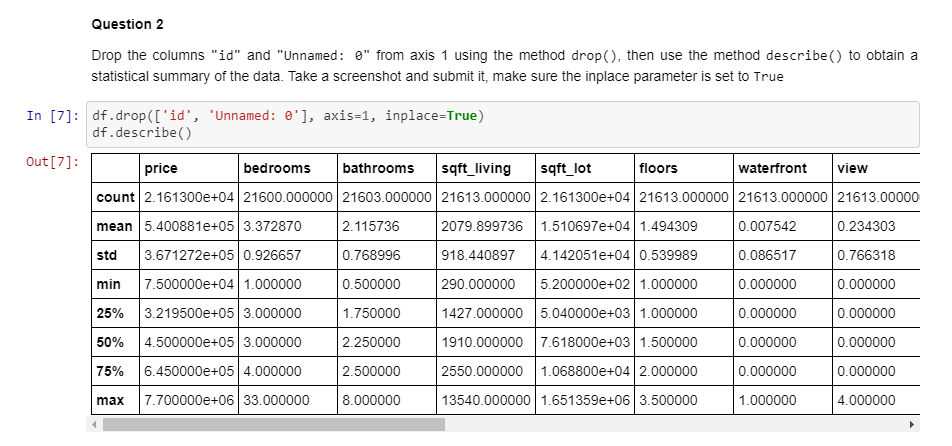 Question 2
Drop the columns "id" and "Unnamed: 0" from axis 1 using the method drop(), then use the method describe() to obtain a
statistical summary of the data. Take a screenshot and submit it, make sure the inplace parameter is set to True
In [7]: df.drop(['id', 'Unnamed: 0'], axis=1, inplace=True)
df.describe()
Out[7]:
price bedrooms bathrooms sqft_living sqft_lot floors waterfront view
count 2.161300e+04 21600.000000 21603.000000 21613.000000 2.161300e+04 21613.000000 21613.000000 21613.00000
mean 5.400881e+05 3.372870 2.115736 2079.899736 1.510697e+04 1.494309 0.007542 0.234303
std 3.671272e+05 0.926657 0.768996 918.440897 4.142051e+04 0.539989 0.086517 0.766318
min 7.500000e+04 1.000000 0.500000 290.000000 5.200000e+02 1.000000 0.000000 0.000000
25% 3.219500e+05 3.000000 1.750000 1427.000000 5.040000e+03 1.000000 0.000000 0.000000
50% 4.500000e+05 3.000000 2.250000 1910.000000 7.618000e+03 1.500000 0.000000 0.000000
75% 6.450000e+05 4.000000 2.500000 2550.000000 1.068800e+04 2.000000 0.000000 0.000000
max 7.700000e+06 33.000000 8.000000 13540.000000 1.651359e+06 3.500000 1.000000 4.000000